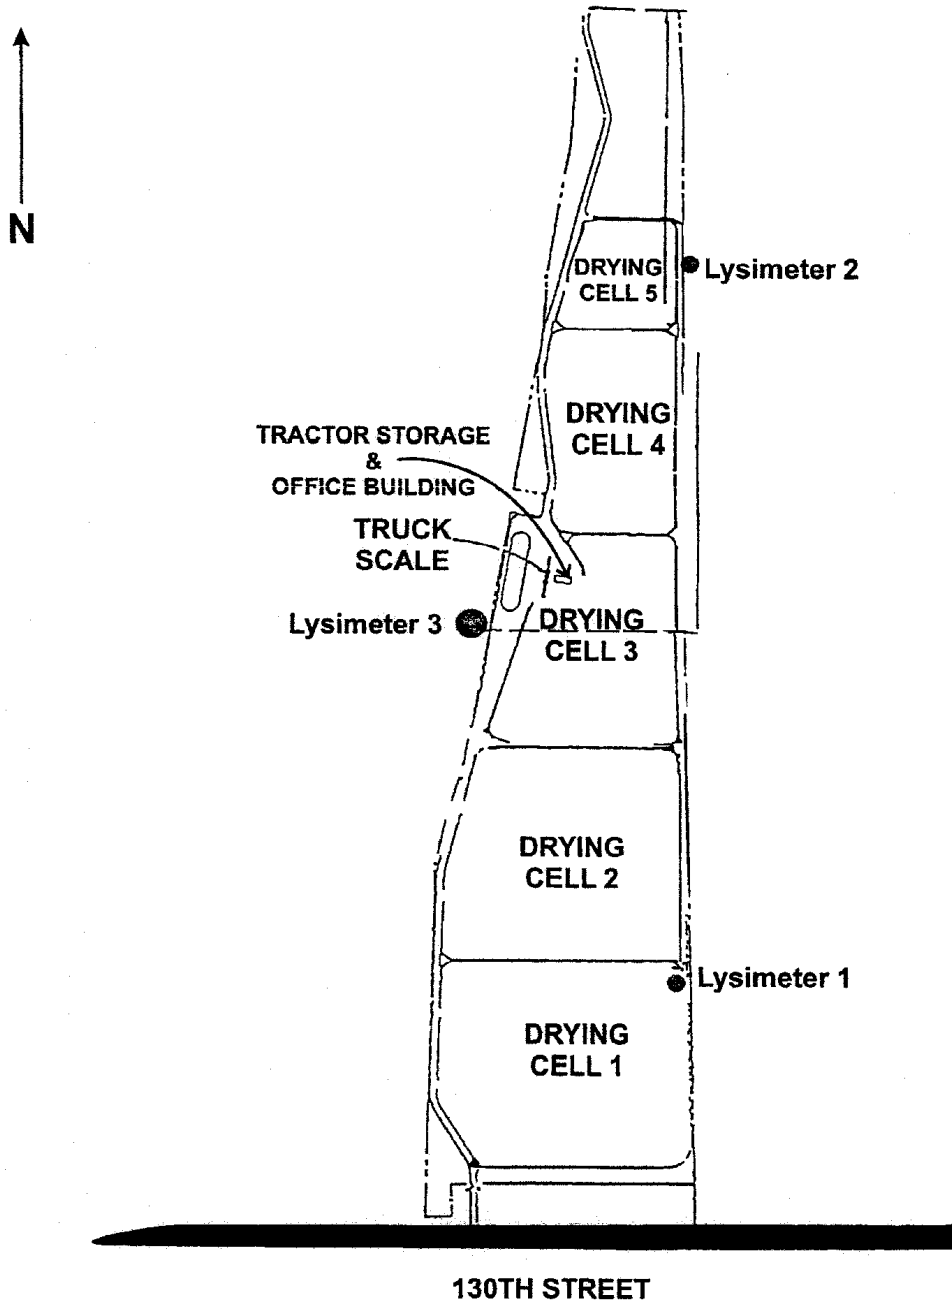 N
DRYING
CELL 5
Lysimeter 2
DRYING
CELL 4
TRACTOR STORAGE
&
OFFICE BUILDING
TRUCK
SCALE
Lysimeter 3
DRYING
CELL 3
DRYING
CELL 2
Lysimeter 1
DRYING
CELL 1
130TH STREET